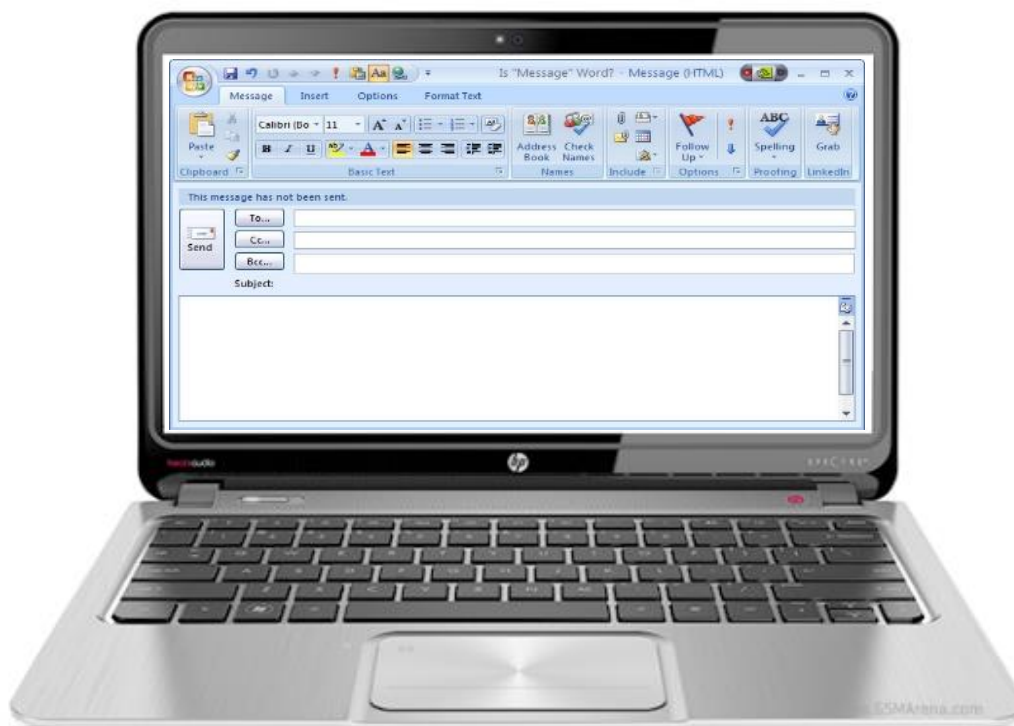 Is "Message" Word? - Message (HTML)
Message Insert Options Format Text
Calibri (Bo 11
Paste
B I U
Address Book
Check Names
Follow Up
ABC
Spelling
Grab
Clipboard Basic Text Names Include Options Proofing LinkedIn
This message has not been sent.
To...
Send
Cc...
Bcc...
Subject:
hp
SPECTRE
GSMArena.com